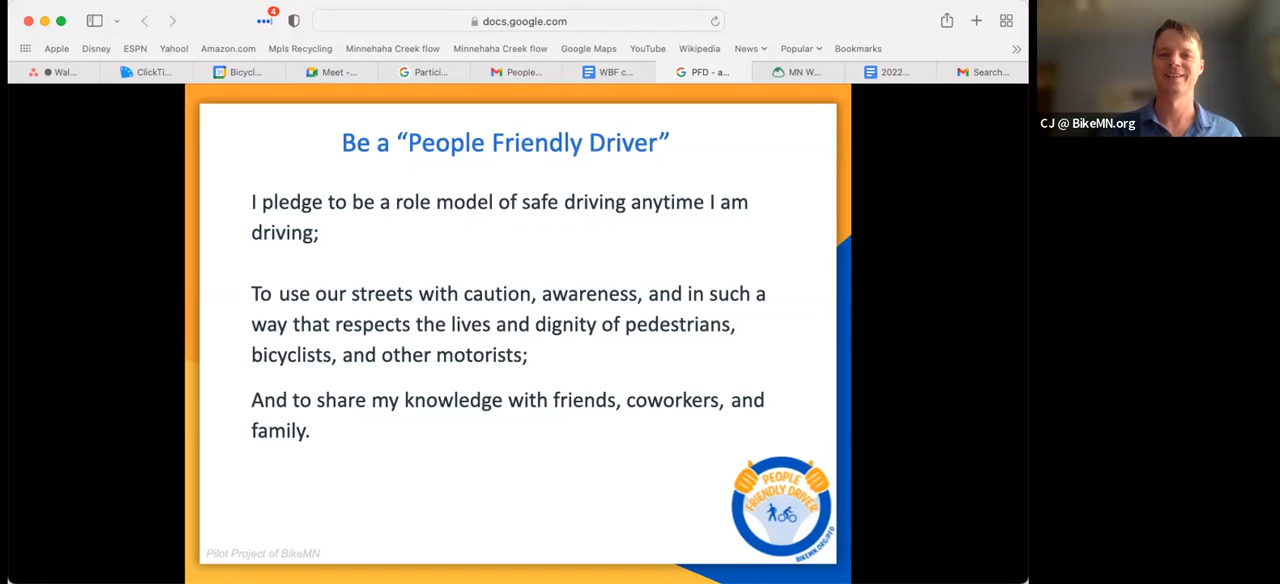 4
docs.google.com
Apple Disney ESPN Yahoo! Amazon.com Mpls Recycling Minnehaha Creek flow Minnehaha Creek flow Google Maps YouTube Wikipedia News Popular Bookmarks
Wal... ClickTi... Bicycl... Meet -... Partici... People... WBF c... PFD - a... MN W... 2022... Search...
CJ @ BikeMN.org
Be a “People Friendly Driver”
I pledge to be a role model of safe driving anytime I am
driving;
To use our streets with caution, awareness, and in such a
way that respects the lives and dignity of pedestrians,
bicyclists, and other motorists;
And to share my knowledge with friends, coworkers, and
family.
PEOPLE
FRIENDLY DRIVER
BIKEMN.ORG/PFD
Pilot Project of BikeMN